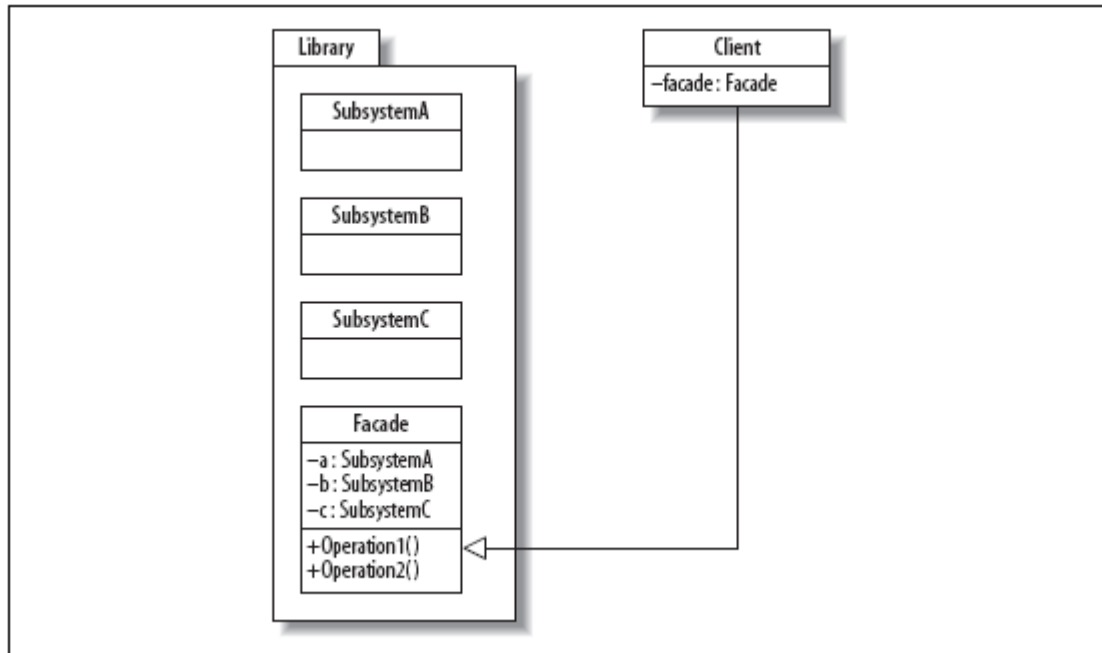 Library
SubsystemA
SubsystemB
SubsystemC
Facade
–a : SubsystemA
–b : SubsystemB
–c : SubsystemC
+Operation1()
+Operation2()
Client
–facade : Facade